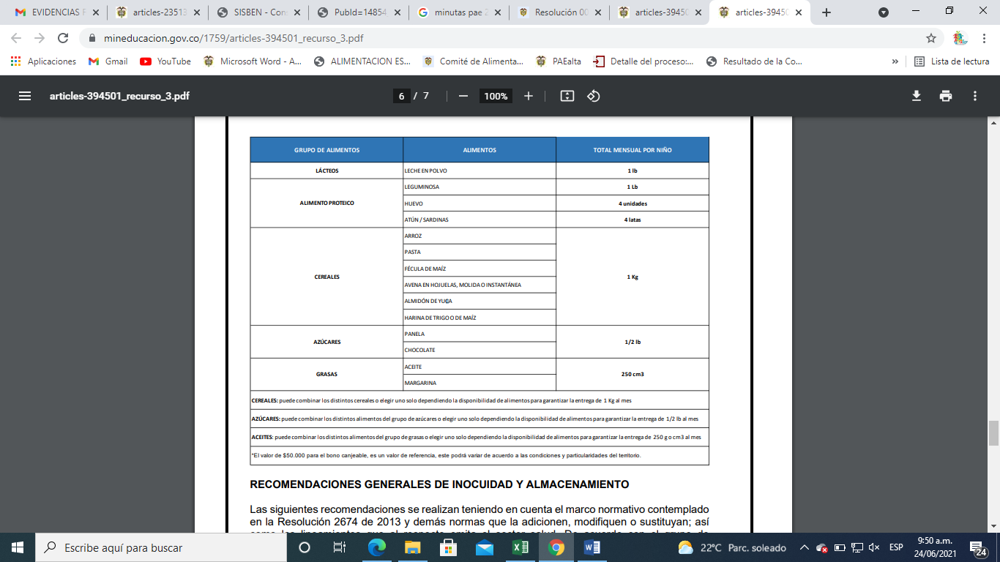 EVIDENCIAS F
articles-23513
SISBEN - Con
PubId=14854
minutas pae 2
Resolución 00
articles-39450
articles-39450
mineducacion.gov.co/1759/articles-394501_recurso_3.pdf
Aplicaciones
Gmail
YouTube
Microsoft Word - A...
ALIMENTACION ES...
Comité de Alimenta...
PAEalta
Detalle del proceso:...
Resultado de la Co...
»
Lista de lectura
articles-394501_recurso_3.pdf
6 / 7
100%
GRUPO DE ALIMENTOS ALIMENTOS TOTAL MENSUAL POR NIÑO
LÁCTEOS LECHE EN POLVO 1 lb
ALIMENTO PROTEICO
LEGUMINOSA 1 Lb
HUEVO 4 unidades
ATÚN / SARDINAS 4 latas
CEREALES
ARROZ
PASTA
FÉCULA DE MAÍZ
AVENA EN HOJUELAS, MOLIDA O INSTANTÁNEA
ALMIDÓN DE YUCA
HARINA DE TRIGO O DE MAÍZ
1 Kg
AZÚCARES
PANELA
CHOCOLATE
1/2 lb
GRASAS
ACEITE
MARGARINA
250 cm3
CEREALES: puede combinar los distintos cereales o elegir uno solo dependiendo la disponibilidad de alimentos para garantizar la entrega de 1 Kg al mes
AZÚCARES: puede combinar los distintos alimentos del grupo de azúcares o elegir uno solo dependiendo la disponibilidad de alimentos para garantizar la entrega de 1/2 lb al mes
ACEITES: puede combinar los distintos alimentos del grupo de grasas o elegir uno solo dependiendo la disponibilidad de alimentos para garantizar la entrega de 250 g o cm3 al mes
*El valor de $50.000 para el bono canjeable, es un valor de referencia, este podrá variar de acuerdo a las condiciones y particularidades del territorio.
RECOMENDACIONES GENERALES DE INOCUIDAD Y ALMACENAMIENTO
Las siguientes recomendaciones se realizan teniendo en cuenta el marco normativo contemplado
en la Resolución 2674 de 2013 y demás normas que la adicionen, modifiquen o sustituyan; así
Escribe aquí para buscar
22°C Parc. soleado
ESP
9:50 a.m.
24/06/2021
24